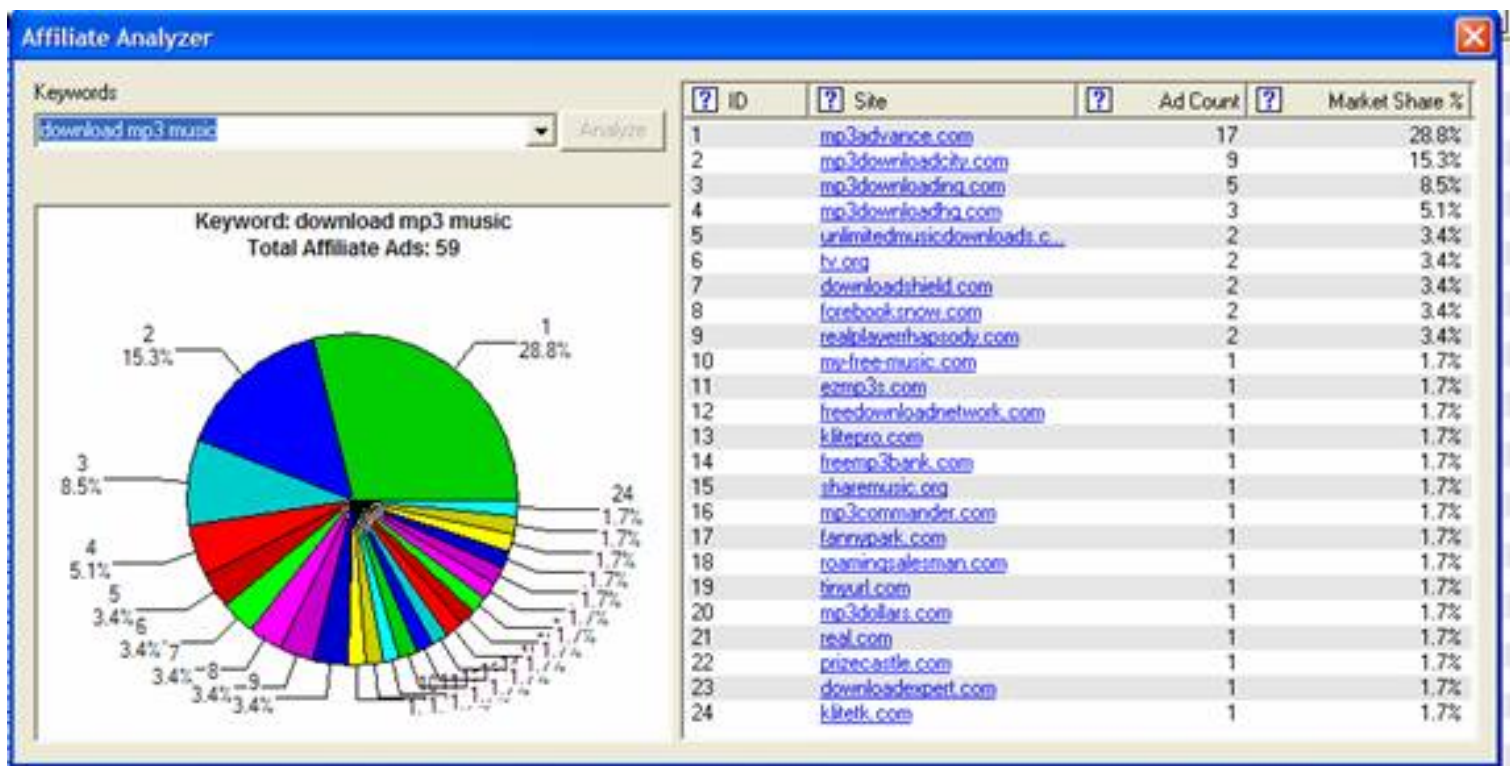 Affiliate Analyzer
Keywords
download mp3 music
Analyze
Keyword: download mp3 music
Total Affiliate Ads: 59
1
28.8%
2
15.3%
3
8.5%
4
5.1%
5
3.4%
6
3.4%
7
3.4%
8
3.4%
9
3.4%
24
1.7%
1.7%
1.7%
1.7%
1.7%
? ID ? Site ? Ad Count ? Market Share %
1 mp3advance.com 17 28.8%
2 mp3downloadcity.com 9 15.3%
3 mp3downloading.com 5 8.5%
4 mp3downloadhq.com 3 5.1%
5 unlimitedmusicdownloads.c... 2 3.4%
6 tv.org 2 3.4%
7 downloadshield.com 2 3.4%
8 forebooksnow.com 2 3.4%
9 realplayerrhapsody.com 2 3.4%
10 my-free-music.com 1 1.7%
11 ezmp3s.com 1 1.7%
12 freedownloadnetwork.com 1 1.7%
13 klitepro.com 1 1.7%
14 freemp3bank.com 1 1.7%
15 sharemusic.org 1 1.7%
16 mp3commander.com 1 1.7%
17 fannypark.com 1 1.7%
18 roamingsalesman.com 1 1.7%
19 tinyurl.com 1 1.7%
20 mp3dollars.com 1 1.7%
21 real.com 1 1.7%
22 prizecastle.com 1 1.7%
23 downloadexpert.com 1 1.7%
24 klitetk.com 1 1.7%